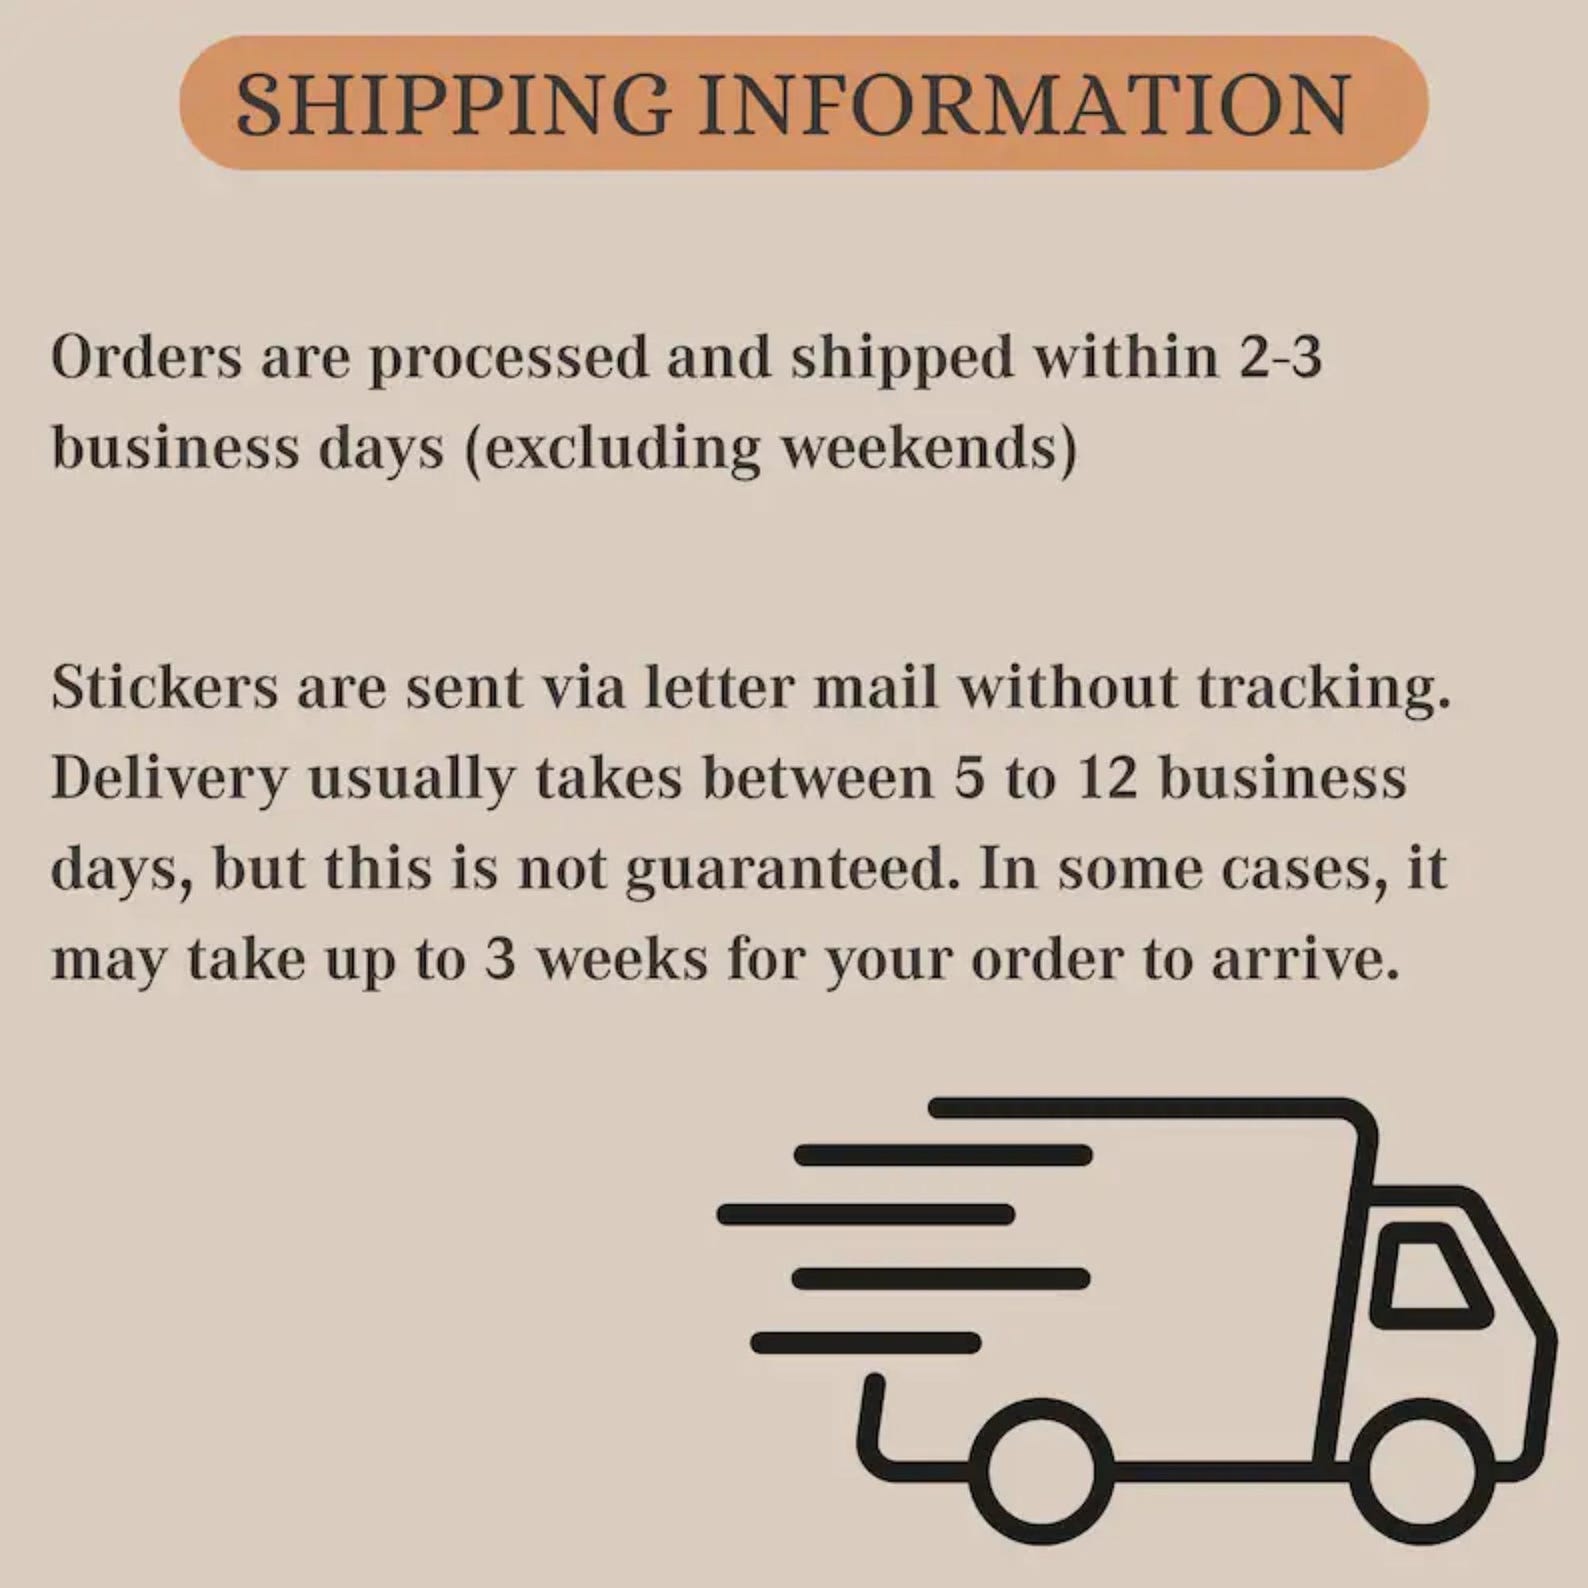 SHIPPING INFORMATION
Orders are processed and shipped within 2-3
business days (excluding weekends)
Stickers are sent via letter mail without tracking.
Delivery usually takes between 5 to 12 business
days, but this is not guaranteed. In some cases, it
may take up to 3 weeks for your order to arrive.